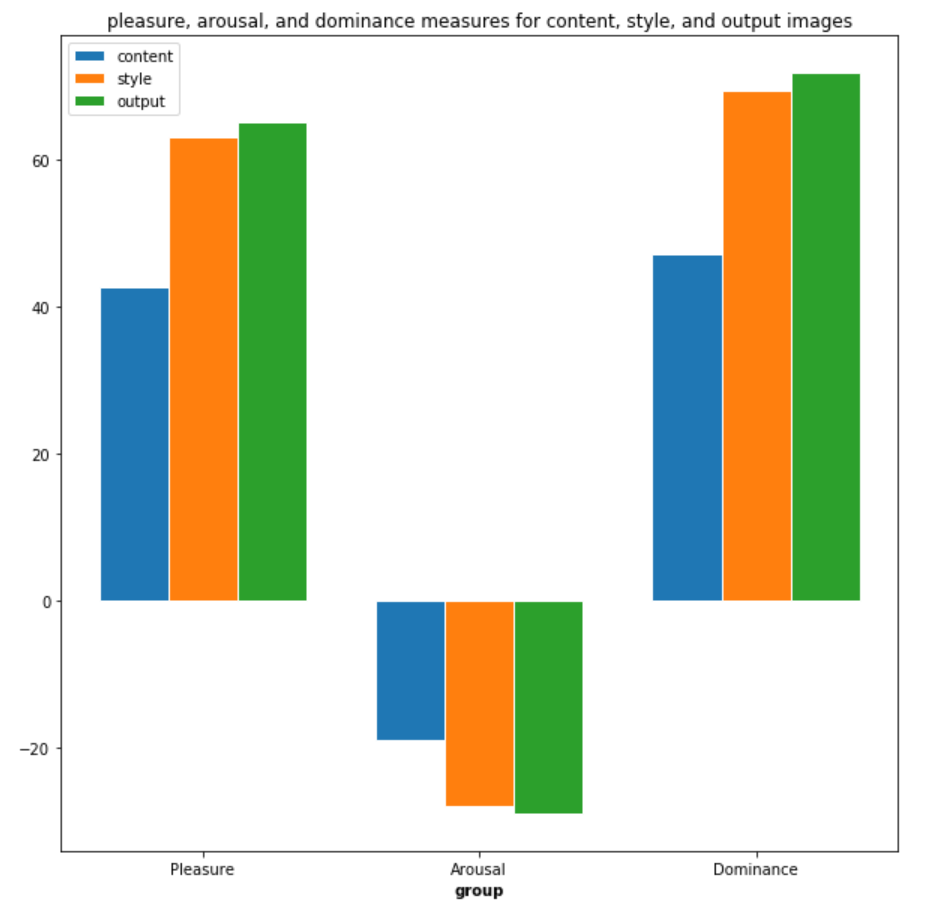 pleasure, arousal, and dominance measures for content, style, and output images
content
style
output
60
40
20
0
−20
Pleasure Arousal Dominance
group